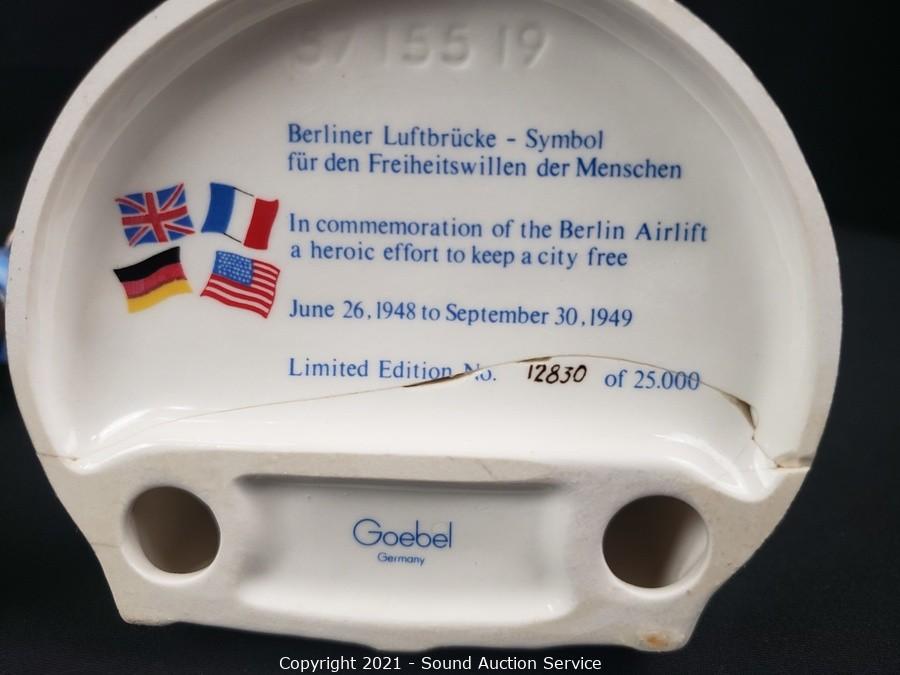 57 155 19
Berliner Luftbrücke - Symbol
für den Freiheitswillen der Menschen
In commemoration of the Berlin Airlift
a heroic effort to keep a city free
June 26, 1948 to September 30, 1949
Limited Edition No. 12830 of 25.000
Goebel
Germany
Copyright 2021 - Sound Auction Service